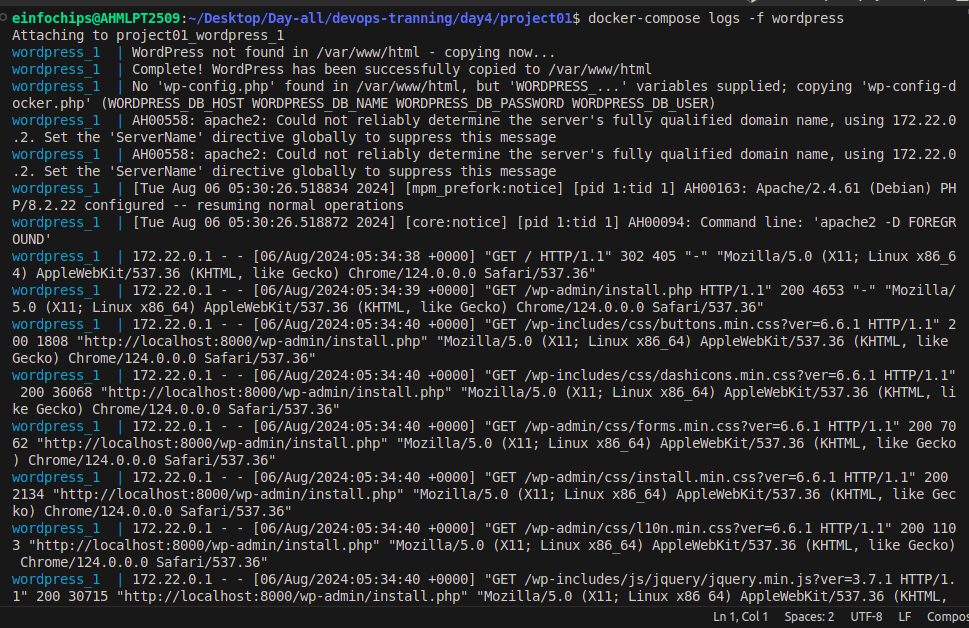 einfochips@AHMLPT2509:~/Desktop/Day-all/devops-tranning/day4/project01$ docker-compose logs -f wordpress
Attaching to project01_wordpress_1
wordpress_1  | WordPress not found in /var/www/html - copying now...
wordpress_1  | Complete! WordPress has been successfully copied to /var/www/html
wordpress_1  | No 'wp-config.php' found in /var/www/html, but 'WORDPRESS_...' variables supplied; copying 'wp-config-d
ocker.php' (WORDPRESS_DB_HOST WORDPRESS_DB_NAME WORDPRESS_DB_PASSWORD WORDPRESS_DB_USER)
wordpress_1  | AH00558: apache2: Could not reliably determine the server's fully qualified domain name, using 172.22.0
.2. Set the 'ServerName' directive globally to suppress this message
wordpress_1  | AH00558: apache2: Could not reliably determine the server's fully qualified domain name, using 172.22.0
.2. Set the 'ServerName' directive globally to suppress this message
wordpress_1  | [Tue Aug 06 05:30:26.518834 2024] [mpm_prefork:notice] [pid 1:tid 1] AH00163: Apache/2.4.61 (Debian) PH
P/8.2.22 configured -- resuming normal operations
wordpress_1  | [Tue Aug 06 05:30:26.518872 2024] [core:notice] [pid 1:tid 1] AH00094: Command line: 'apache2 -D FOREGR
OUND'
wordpress_1  | 172.22.0.1 - - [06/Aug/2024:05:34:38 +0000] "GET / HTTP/1.1" 302 405 "-" "Mozilla/5.0 (X11; Linux x86_6
4) AppleWebKit/537.36 (KHTML, like Gecko) Chrome/124.0.0.0 Safari/537.36"
wordpress_1  | 172.22.0.1 - - [06/Aug/2024:05:34:39 +0000] "GET /wp-admin/install.php HTTP/1.1" 200 4653 "-" "Mozilla/
5.0 (X11; Linux x86_64) AppleWebKit/537.36 (KHTML, like Gecko) Chrome/124.0.0.0 Safari/537.36"
wordpress_1  | 172.22.0.1 - - [06/Aug/2024:05:34:40 +0000] "GET /wp-includes/css/buttons.min.css?ver=6.6.1 HTTP/1.1" 2
00 1808 "http://localhost:8000/wp-admin/install.php" "Mozilla/5.0 (X11; Linux x86_64) AppleWebKit/537.36 (KHTML, like
Gecko) Chrome/124.0.0.0 Safari/537.36"
wordpress_1  | 172.22.0.1 - - [06/Aug/2024:05:34:40 +0000] "GET /wp-includes/css/dashicons.min.css?ver=6.6.1 HTTP/1.1"
 200 36068 "http://localhost:8000/wp-admin/install.php" "Mozilla/5.0 (X11; Linux x86_64) AppleWebKit/537.36 (KHTML, li
ke Gecko) Chrome/124.0.0.0 Safari/537.36"
wordpress_1  | 172.22.0.1 - - [06/Aug/2024:05:34:40 +0000] "GET /wp-admin/css/forms.min.css?ver=6.6.1 HTTP/1.1" 200 70
62 "http://localhost:8000/wp-admin/install.php" "Mozilla/5.0 (X11; Linux x86_64) AppleWebKit/537.36 (KHTML, like Gecko
) Chrome/124.0.0.0 Safari/537.36"
wordpress_1  | 172.22.0.1 - - [06/Aug/2024:05:34:40 +0000] "GET /wp-admin/css/install.min.css?ver=6.6.1 HTTP/1.1" 200
2134 "http://localhost:8000/wp-admin/install.php" "Mozilla/5.0 (X11; Linux x86_64) AppleWebKit/537.36 (KHTML, like Gec
ko) Chrome/124.0.0.0 Safari/537.36"
wordpress_1  | 172.22.0.1 - - [06/Aug/2024:05:34:40 +0000] "GET /wp-admin/css/l10n.min.css?ver=6.6.1 HTTP/1.1" 200 110
3 "http://localhost:8000/wp-admin/install.php" "Mozilla/5.0 (X11; Linux x86_64) AppleWebKit/537.36 (KHTML, like Gecko)
 Chrome/124.0.0.0 Safari/537.36"
wordpress_1  | 172.22.0.1 - - [06/Aug/2024:05:34:40 +0000] "GET /wp-includes/js/jquery/jquery.min.js?ver=3.7.1 HTTP/1.
1" 200 30715 "http://localhost:8000/wp-admin/install.php" "Mozilla/5.0 (X11; Linux x86_64) AppleWebKit/537.36 (KHTML,
Ln 1, Col 1 Spaces: 2 UTF-8 LF Compos